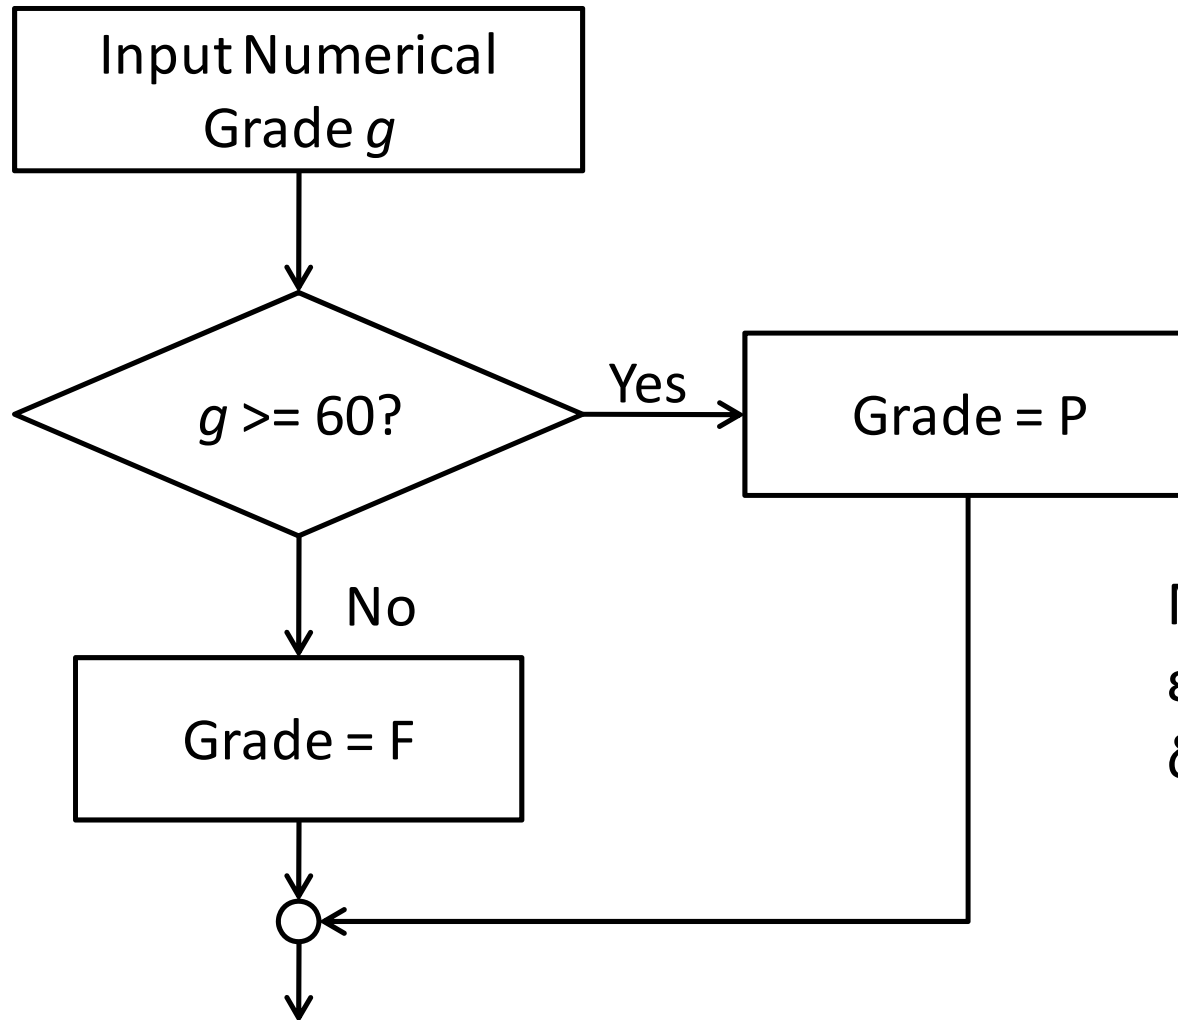 Input Numerical
Grade g
g >= 60?
Yes
Grade = P
No
Grade = F